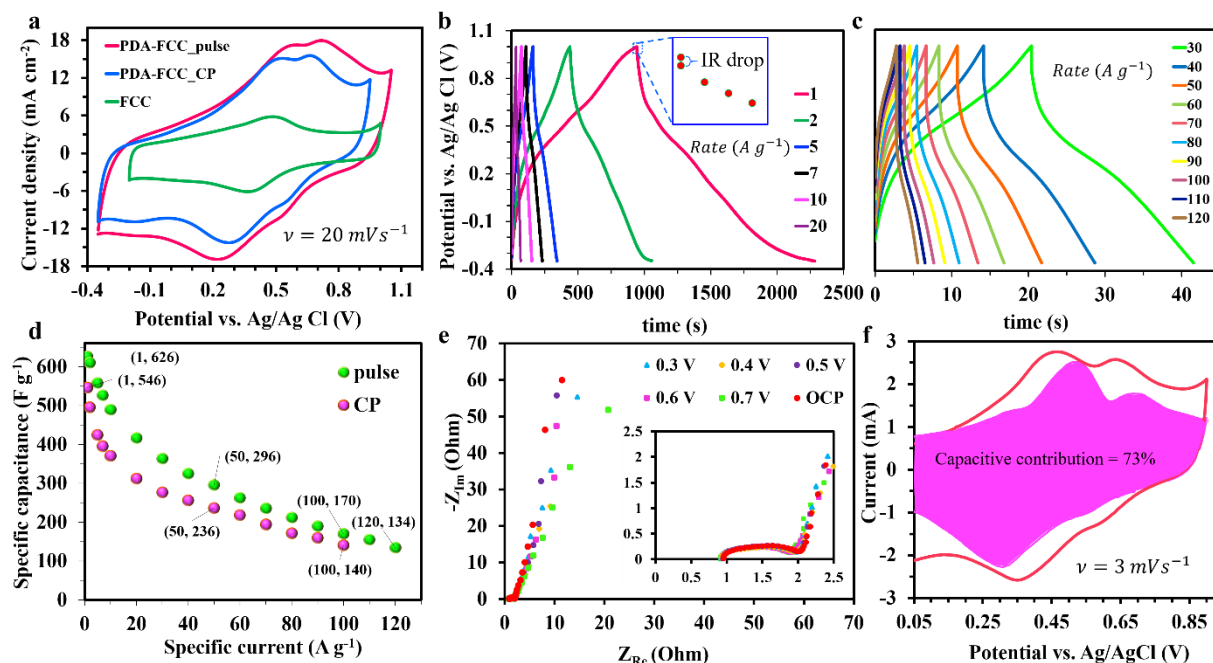 a
PDA-FCC_pulse
PDA-FCC_CP
FCC
Current density (mA cm⁻²)
18
12
6
0
-6
-12
-18
ν = 20 mVs⁻¹
-0.4 -0.1 0.2 0.5 0.8 1.1
Potential vs. Ag/Ag Cl (V)
b
Potential vs. Ag/Ag Cl (V)
1.1
0.8
0.5
0.2
-0.1
-0.4
IR drop
Rate (A g⁻¹)
1
2
5
7
10
20
0 500 1000 1500 2000 2500
time (s)
c
Rate (A g⁻¹)
30
40
50
60
70
80
90
100
110
120
0 10 20 30 40
time (s)
d
Specific capacitance (F g⁻¹)
600
500
400
300
200
100
0
(1, 626)
(1, 546)
pulse
CP
(50, 296)
(50, 236)
(100, 170)
(120, 134)
(100, 140)
0 20 40 60 80 100 120
Specific current (A g⁻¹)
e
-Z_Im (Ohm)
70
60
50
40
30
20
10
0
0.3 V 0.4 V 0.5 V
0.6 V 0.7 V OCP
2.5
2
1.5
1
0.5
0
0 0.5 1 1.5 2 2.5
0 10 20 30 40 50 60 70
Z_Re (Ohm)
f
Current (mA)
3
2
1
0
-1
-2
-3
Capacitive contribution = 73%
ν = 3 mVs⁻¹
0.05 0.25 0.45 0.65 0.85
Potential vs. Ag/AgCl (V)